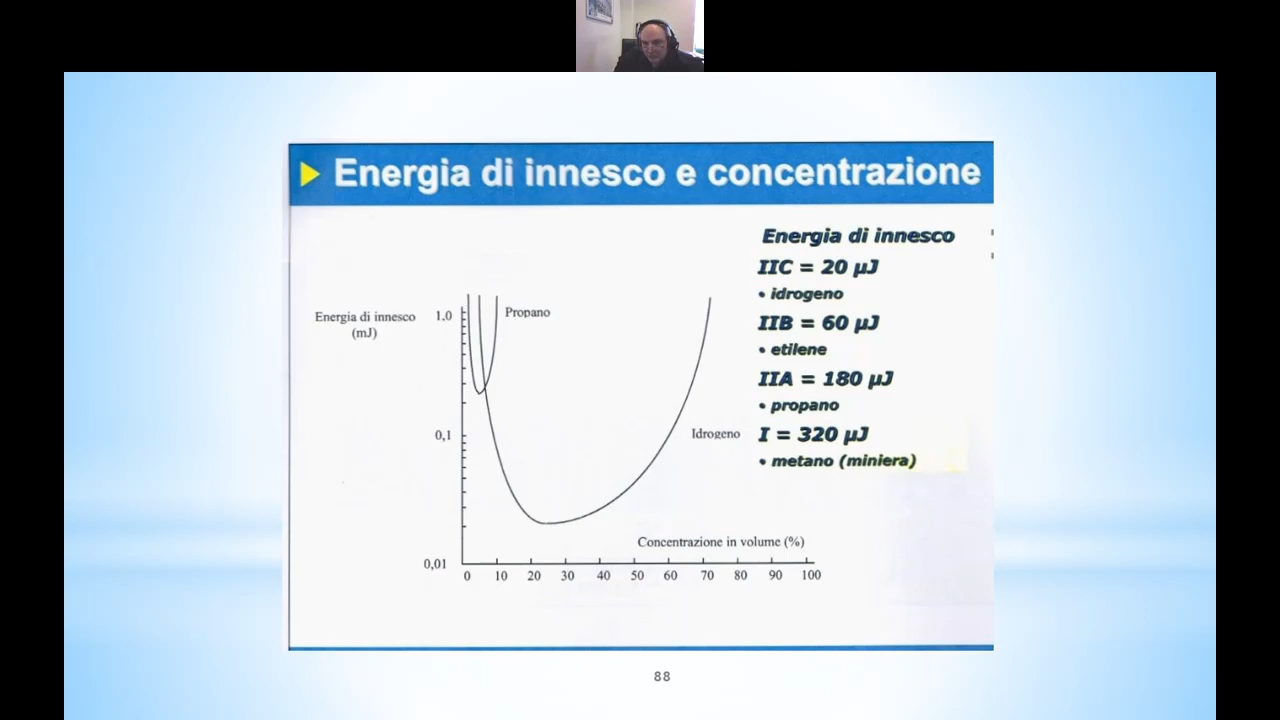 Energia di innesco e concentrazione
Energia di innesco
IIC = 20 µJ
• idrogeno
IIB = 60 µJ
• etilene
IIA = 180 µJ
• propano
I = 320 µJ
• metano (miniera)
Energia di innesco
(mJ)
1.0
0,1
0,01
Propano
Idrogeno
Concentrazione in volume (%)
0 10 20 30 40 50 60 70 80 90 100
88